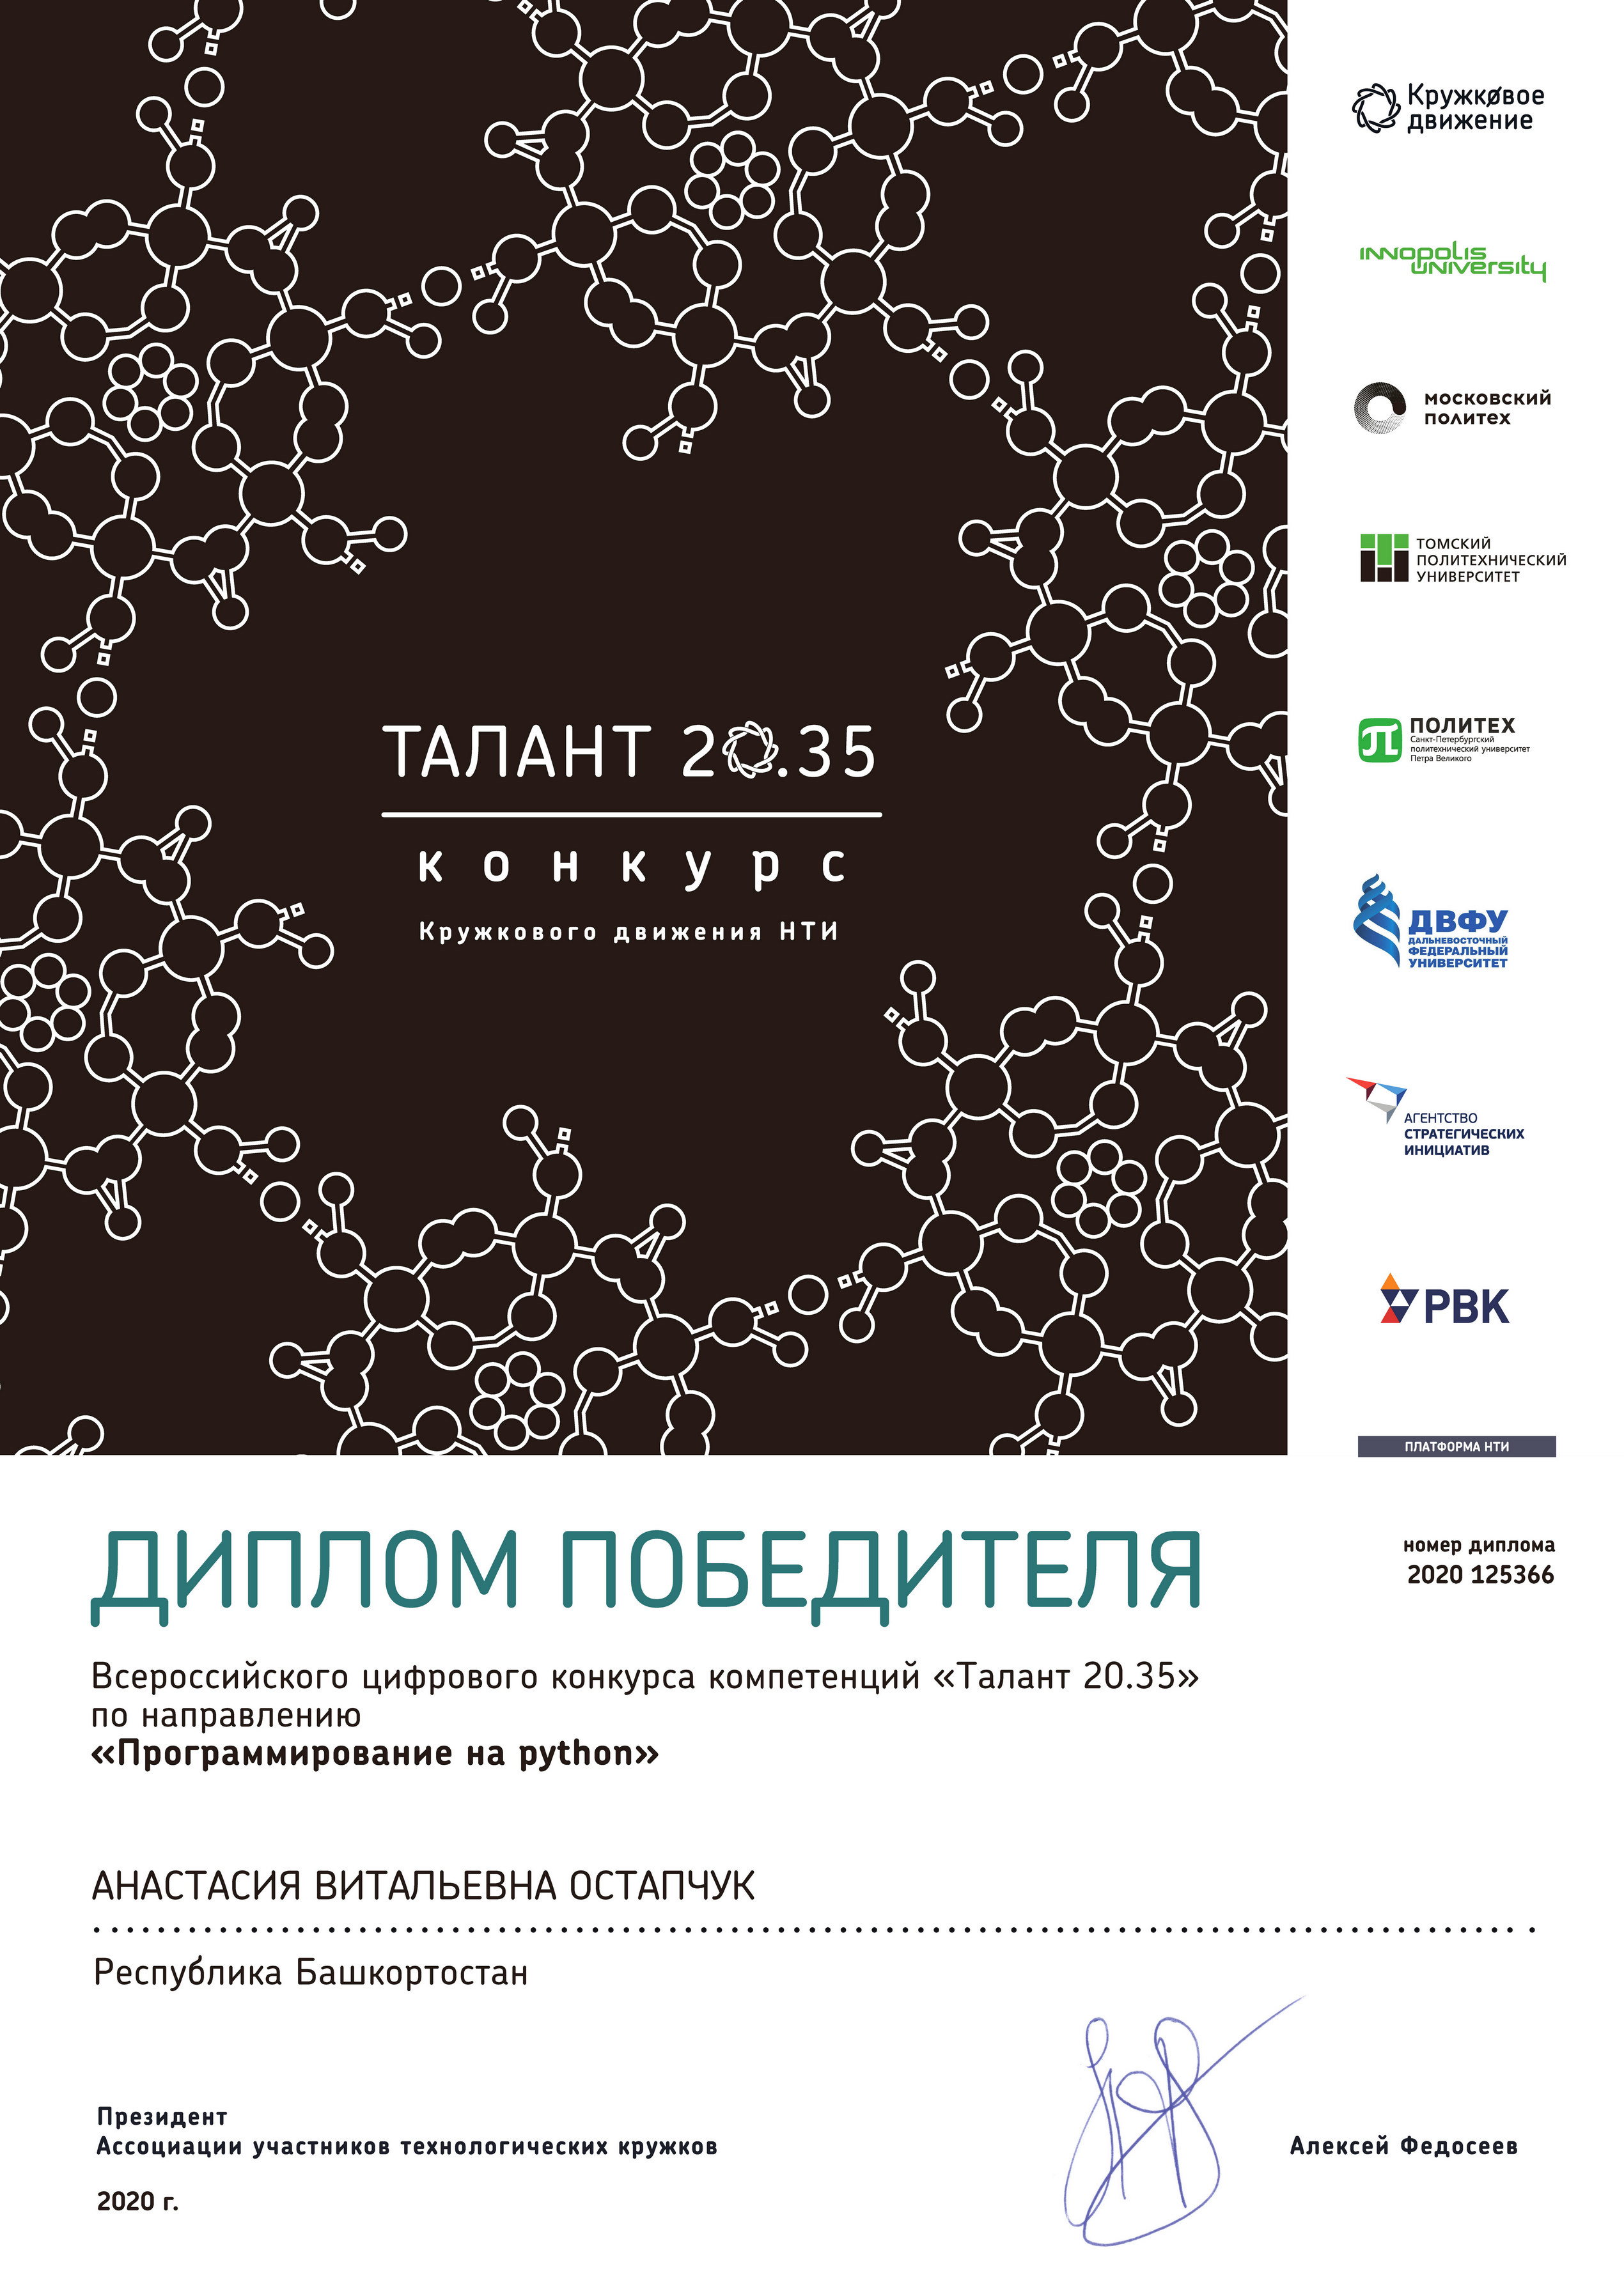 Кружковое
движение
INNOPOLIS
UNIVERSITY
московский
политех
ТОМСКИЙ
ПОЛИТЕХНИЧЕСКИЙ
УНИВЕРСИТЕТ
ПОЛИТЕХ
Санкт-Петербургский
политехнический университет
Петра Великого
ДВФУ
ДАЛЬНЕВОСТОЧНЫЙ
ФЕДЕРАЛЬНЫЙ
УНИВЕРСИТЕТ
АГЕНТСТВО
СТРАТЕГИЧЕСКИХ
ИНИЦИАТИВ
РВК
ПЛАТФОРМА НТИ
ТАЛАНТ 20.35
конкурс
Кружкового движения НТИ
ДИПЛОМ ПОБЕДИТЕЛЯ
номер диплома
2020 125366
Всероссийского цифрового конкурса компетенций «Талант 20.35»
по направлению
«Программирование на python»
АНАСТАСИЯ ВИТАЛЬЕВНА ОСТАПЧУК
Республика Башкортостан
Президент
Ассоциации участников технологических кружков
Алексей Федосеев
2020 г.